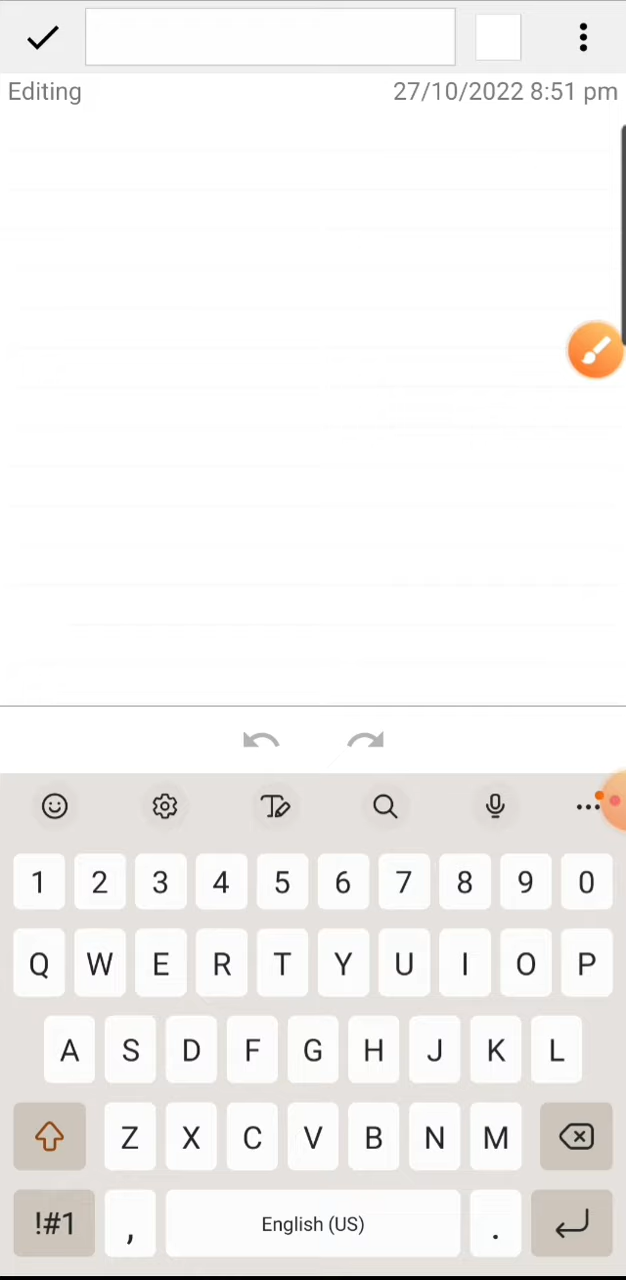 Editing 27/10/2022 8:51 pm
1 2 3 4 5 6 7 8 9 0
Q W E R T Y U I O P
A S D F G H J K L
Z X C V B N M
!#1 , English (US) .